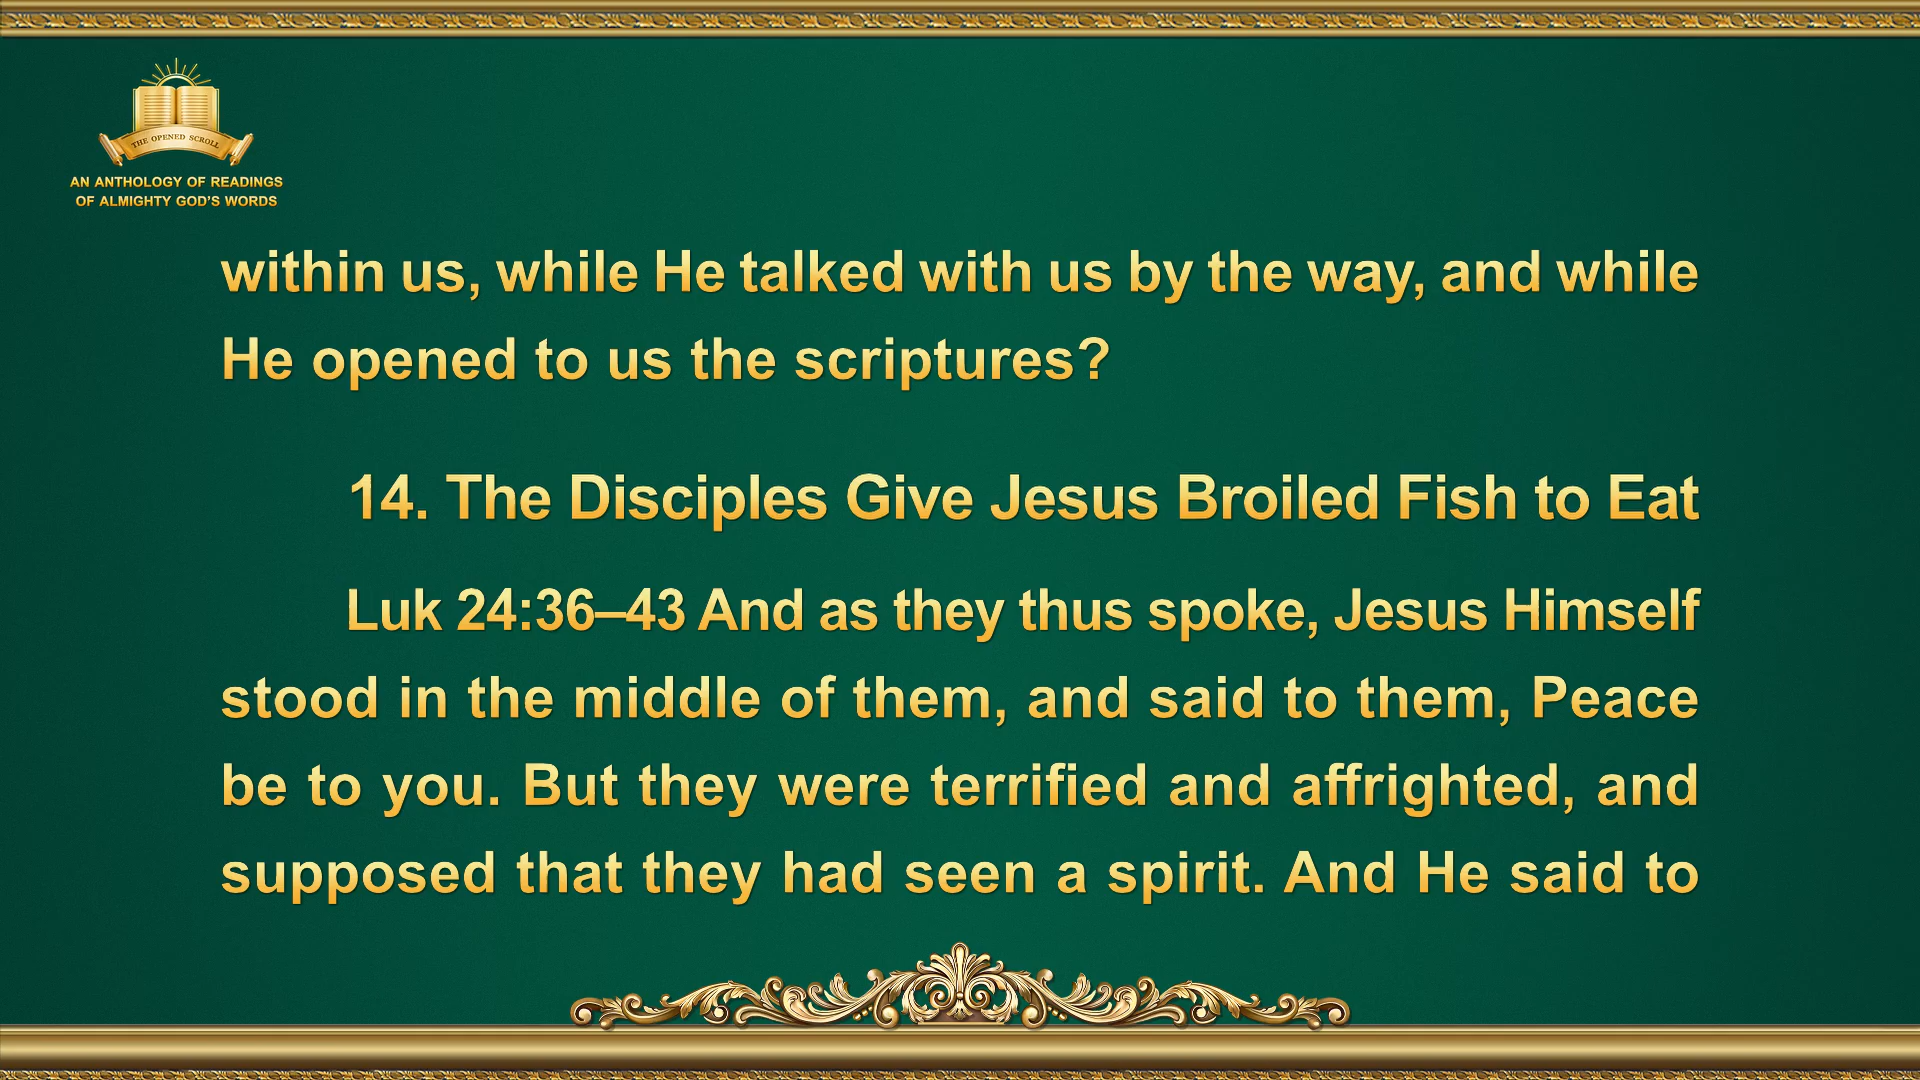 THE OPENED SCROLL
AN ANTHOLOGY OF READINGS
OF ALMIGHTY GOD'S WORDS
within us, while He talked with us by the way, and while
He opened to us the scriptures?
14. The Disciples Give Jesus Broiled Fish to Eat
Luk 24:36–43 And as they thus spoke, Jesus Himself
stood in the middle of them, and said to them, Peace
be to you. But they were terrified and affrighted, and
supposed that they had seen a spirit. And He said to